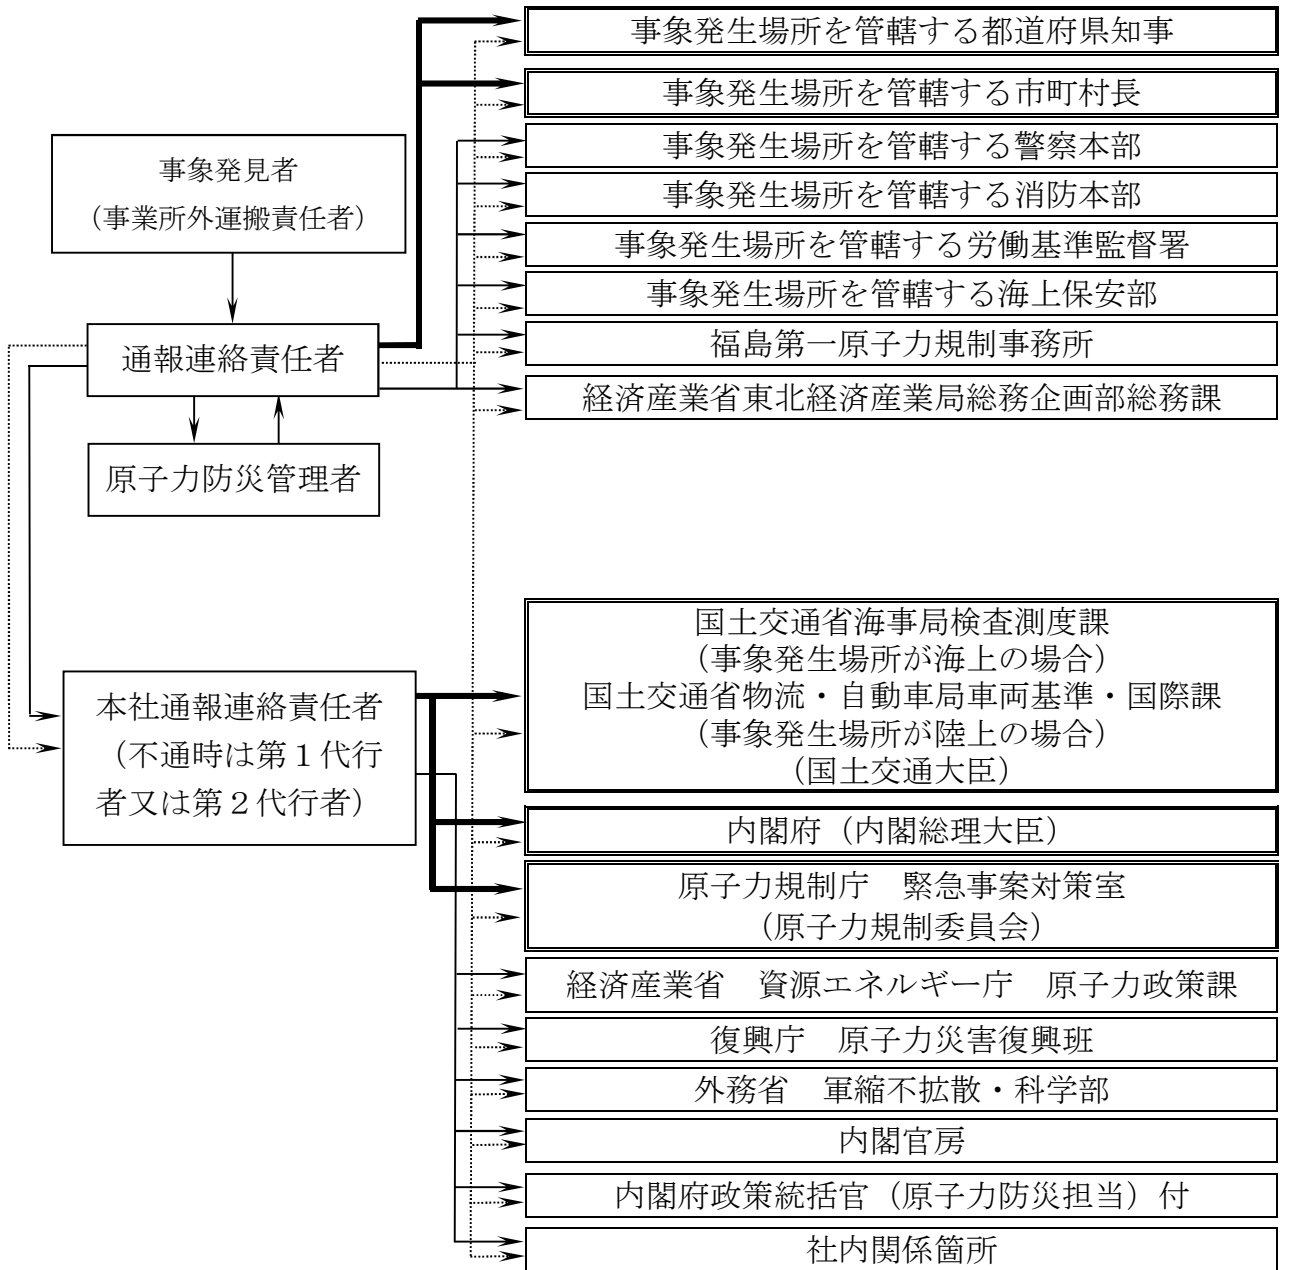 事象発生場所を管轄する都道府県知事
事象発生場所を管轄する市町村長
事象発生場所を管轄する警察本部
事象発生場所を管轄する消防本部
事象発生場所を管轄する労働基準監督署
事象発生場所を管轄する海上保安部
福島第一原子力規制事務所
経済産業省東北経済産業局総務企画部総務課
事象発見者
（事業所外運搬責任者）
通報連絡責任者
原子力防災管理者
本社通報連絡責任者
（不通時は第１代行
者又は第２代行者）
国土交通省海事局検査測度課
（事象発生場所が海上の場合）
国土交通省物流・自動車局車両基準・国際課
（事象発生場所が陸上の場合）
（国土交通大臣）
内閣府（内閣総理大臣）
原子力規制庁　緊急事案対策室
（原子力規制委員会）
経済産業省　資源エネルギー庁　原子力政策課
復興庁　原子力災害復興班
外務省　軍縮不拡散・科学部
内閣官房
内閣府政策統括官（原子力防災担当）付
社内関係箇所